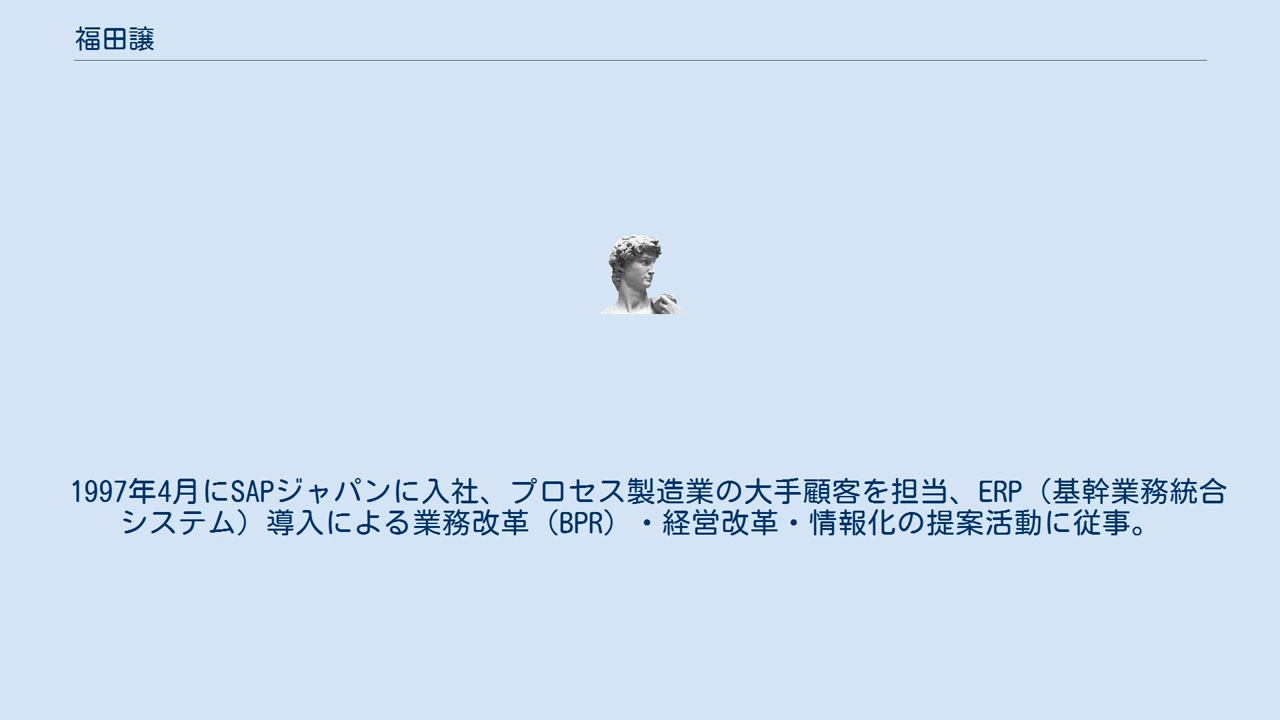 福田譲
1997年4月にSAPジャパンに入社、プロセス製造業の大手顧客を担当、ERP（基幹業務統合
システム）導入による業務改革（BPR）・経営改革・情報化の提案活動に従事。